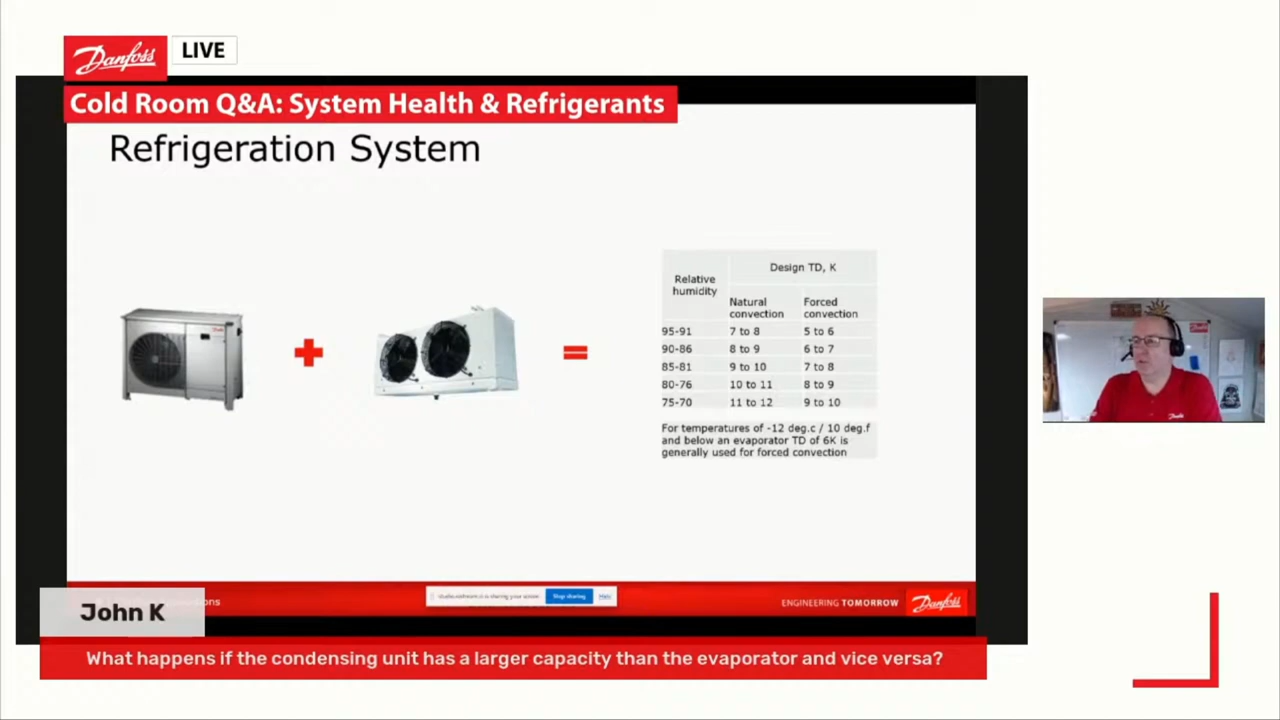 Danfoss
LIVE
Cold Room Q&A: System Health & Refrigerants
Refrigeration System
Relative humidity
Design TD, K
Natural convection
Forced convection
95-91 7 to 8 5 to 6
90-86 8 to 9 6 to 7
85-81 9 to 10 7 to 8
80-76 10 to 11 8 to 9
75-70 11 to 12 9 to 10
For temperatures of -12 deg.c / 10 deg.f
and below an evaporator TD of 6K is
generally used for forced convection
is sharing your screen
Stop sharing
Hide
ENGINEERING TOMORROW
Danfoss
John K
What happens if the condensing unit has a larger capacity than the evaporator and vice versa?